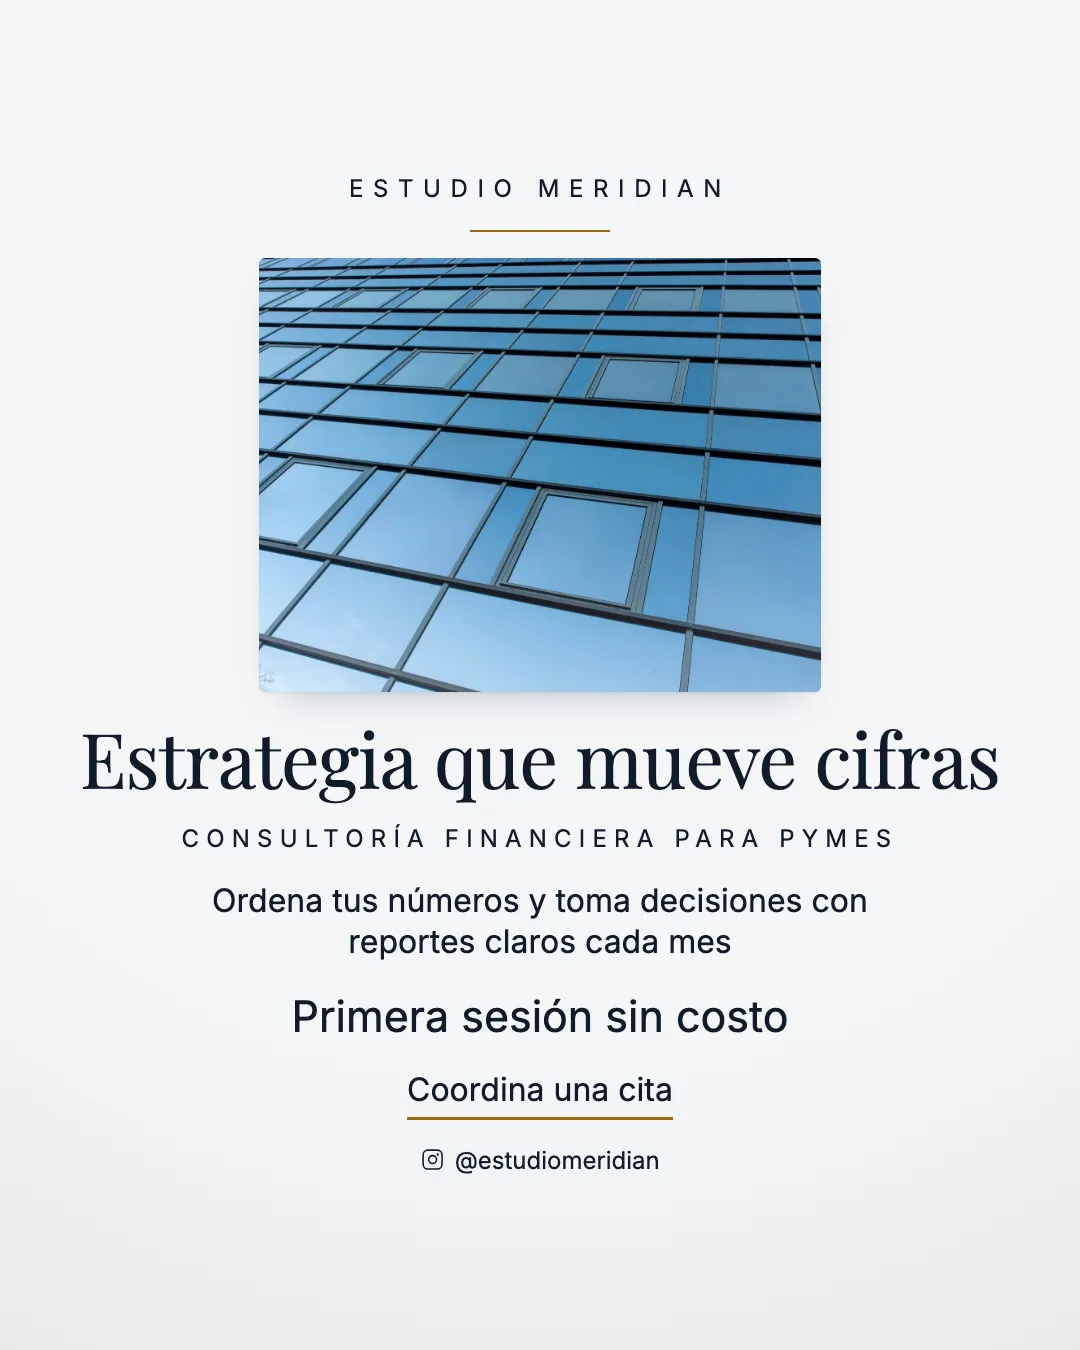 ESTUDIO MERIDIAN
Estrategia que mueve cifras
CONSULTORÍA FINANCIERA PARA PYMES
Ordena tus números y toma decisiones con
reportes claros cada mes
Primera sesión sin costo
Coordina una cita
@estudiomeridian